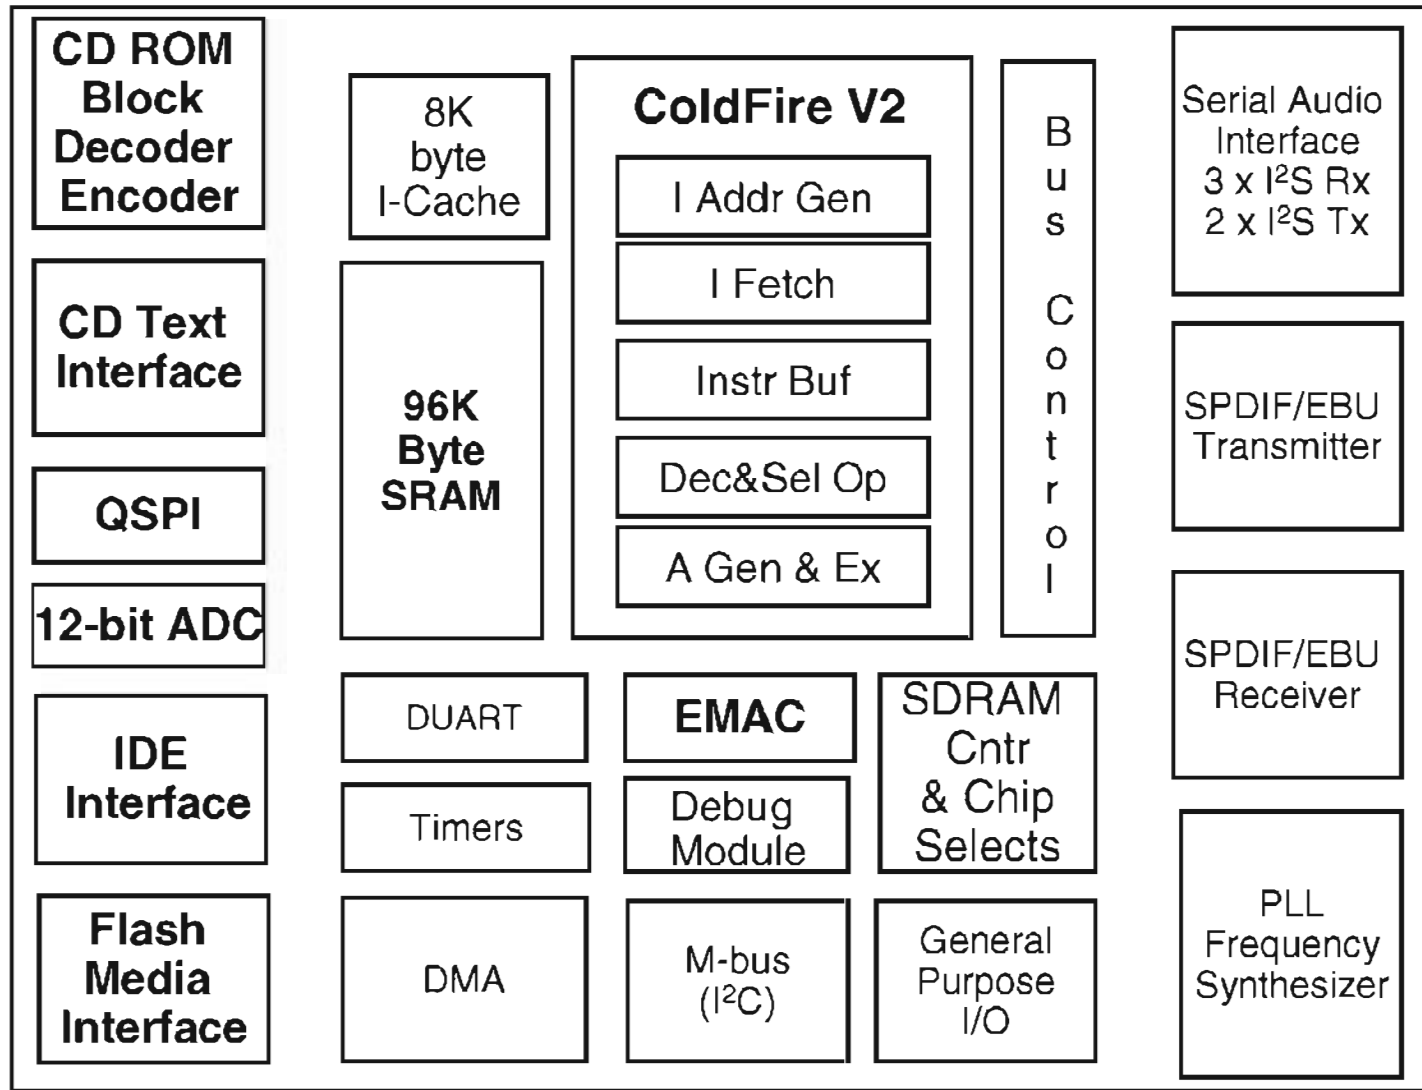 CD ROM
Block
Decoder
Encoder
CD Text
Interface
QSPI
12-bit ADC
IDE
Interface
Flash
Media
Interface
8K
byte
I-Cache
96K
Byte
SRAM
ColdFire V2
I Addr Gen
I Fetch
Instr Buf
Dec&Sel Op
A Gen & Ex
Bus Control
DUART
Timers
DMA
EMAC
Debug
Module
M-bus
(I²C)
SDRAM
Cntr
& Chip
Selects
General
Purpose
I/O
Serial Audio
Interface
3 x I²S Rx
2 x I²S Tx
SPDIF/EBU
Transmitter
SPDIF/EBU
Receiver
PLL
Frequency
Synthesizer